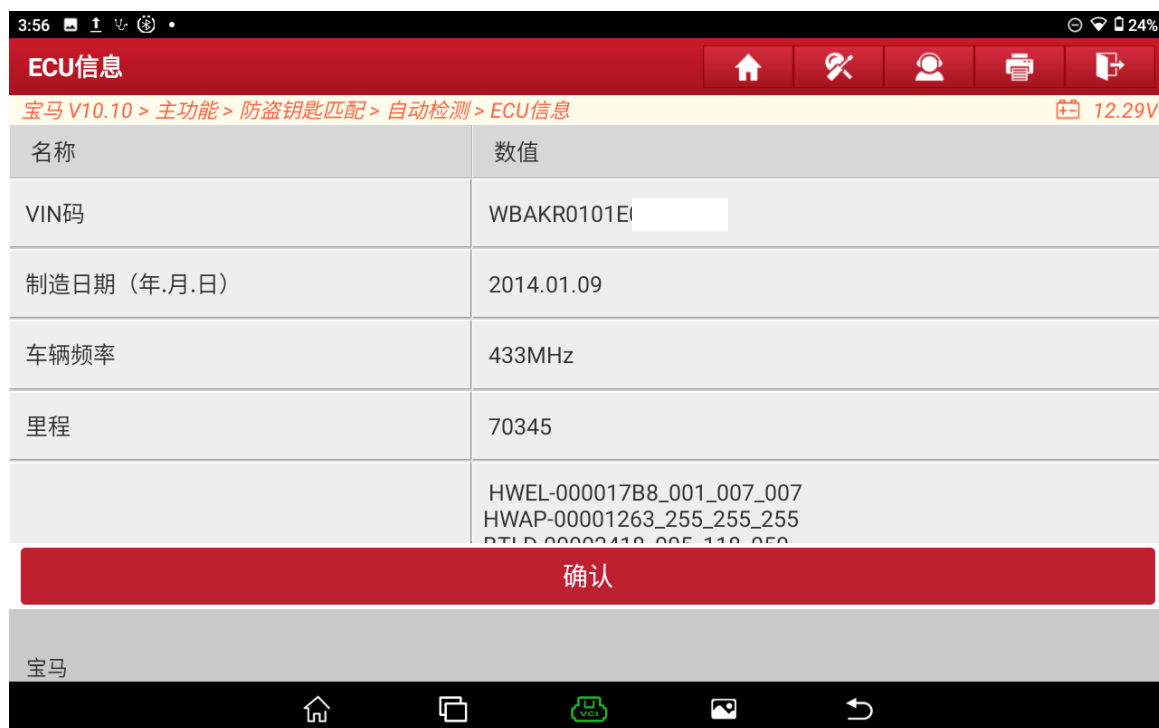 3:56
24%
ECU信息
宝马 V10.10 > 主功能 > 防盗钥匙匹配 > 自动检测 > ECU信息
12.29V
名称 数值
VIN码 WBAKR0101E
制造日期（年.月.日） 2014.01.09
车辆频率 433MHz
里程 70345
HWEL-000017B8_001_007_007
HWAP-00001263_255_255_255
确认
宝马
VCI